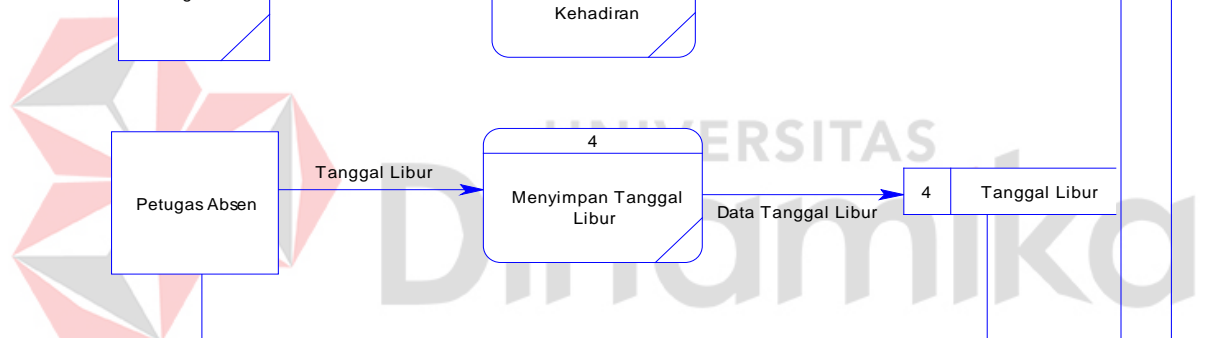 Kehadiran
UNIVERSITAS
Dinamika
4
Tanggal Libur
Petugas Absen
Menyimpan Tanggal
Libur
Data Tanggal Libur
4
Tanggal Libur